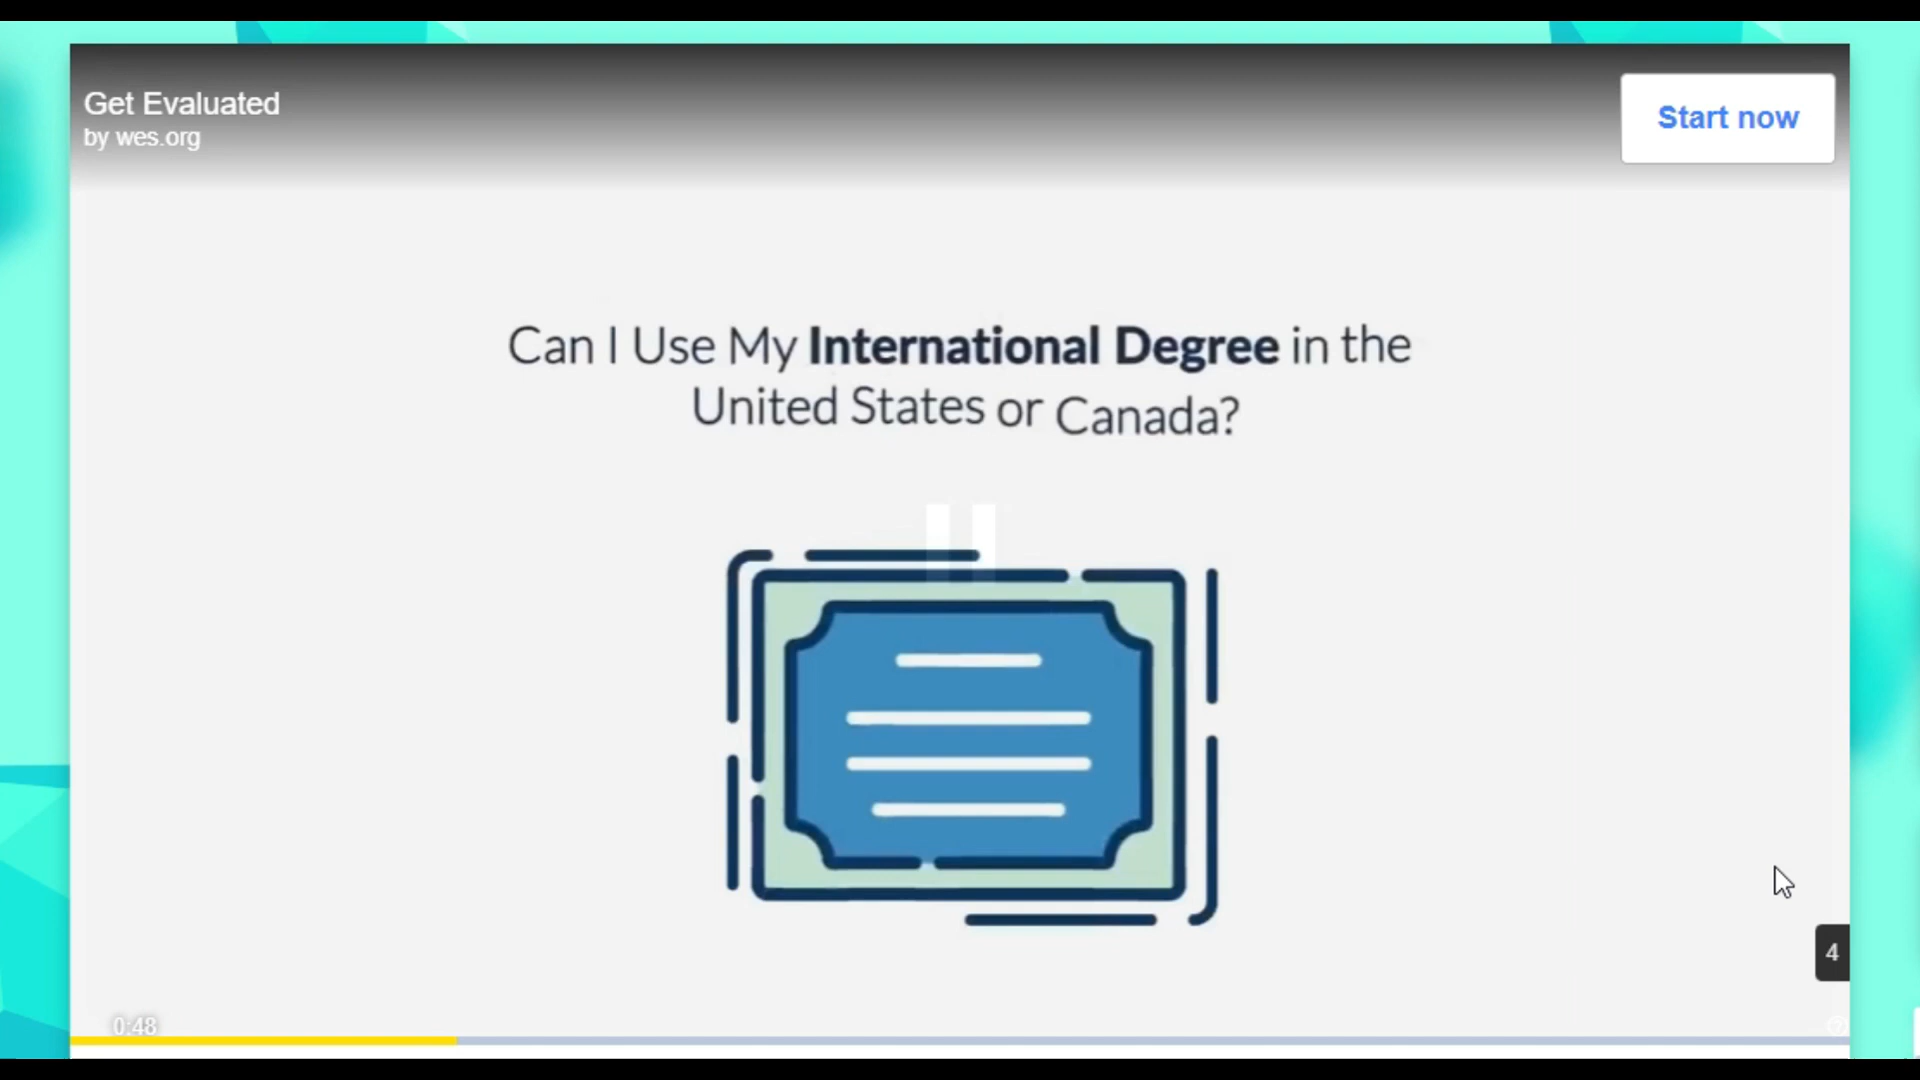 Get Evaluated
by wes.org
Start now
Can I Use My International Degree in the
United States or Canada?
4
0:48